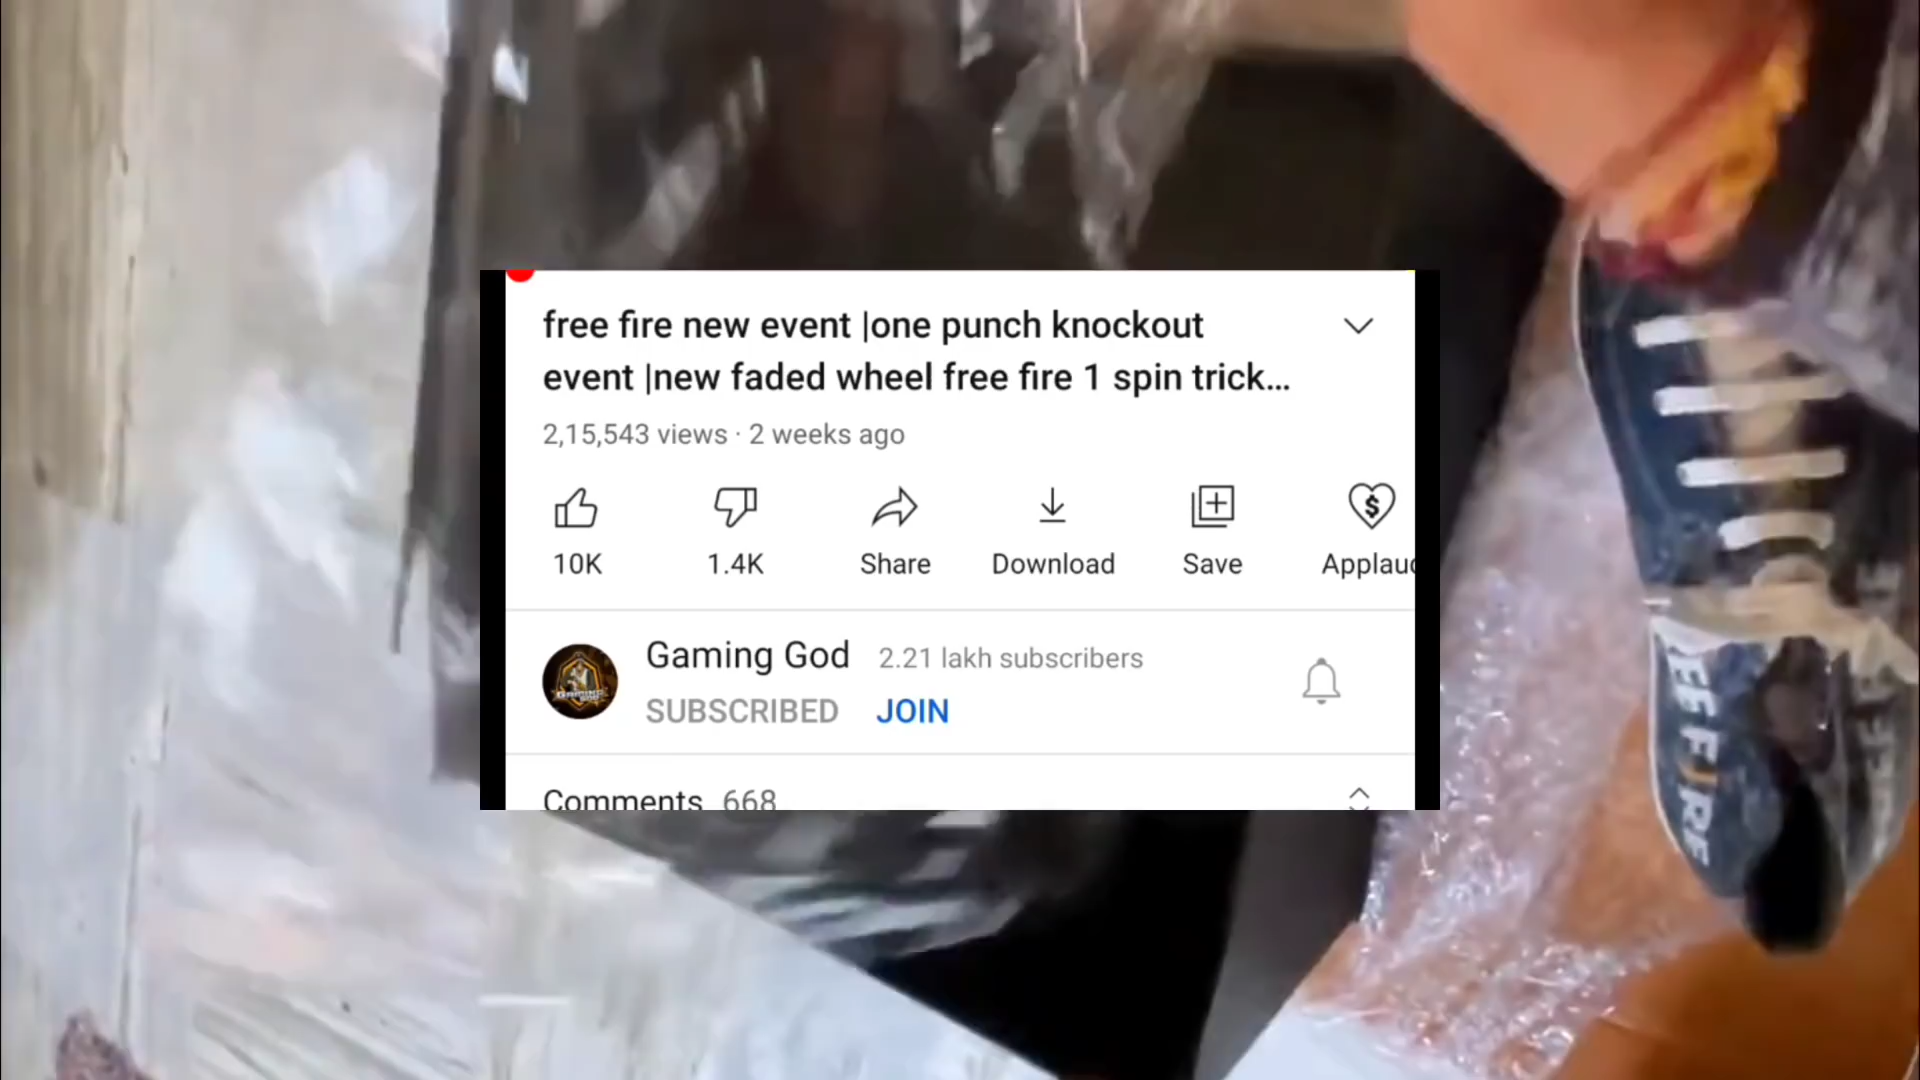 free fire new event |one punch knockout
event |new faded wheel free fire 1 spin trick...
2,15,543 views · 2 weeks ago
10K
1.4K
Share
Download
Save
Applaud
Gaming God 2.21 lakh subscribers
SUBSCRIBED JOIN
Comments 668